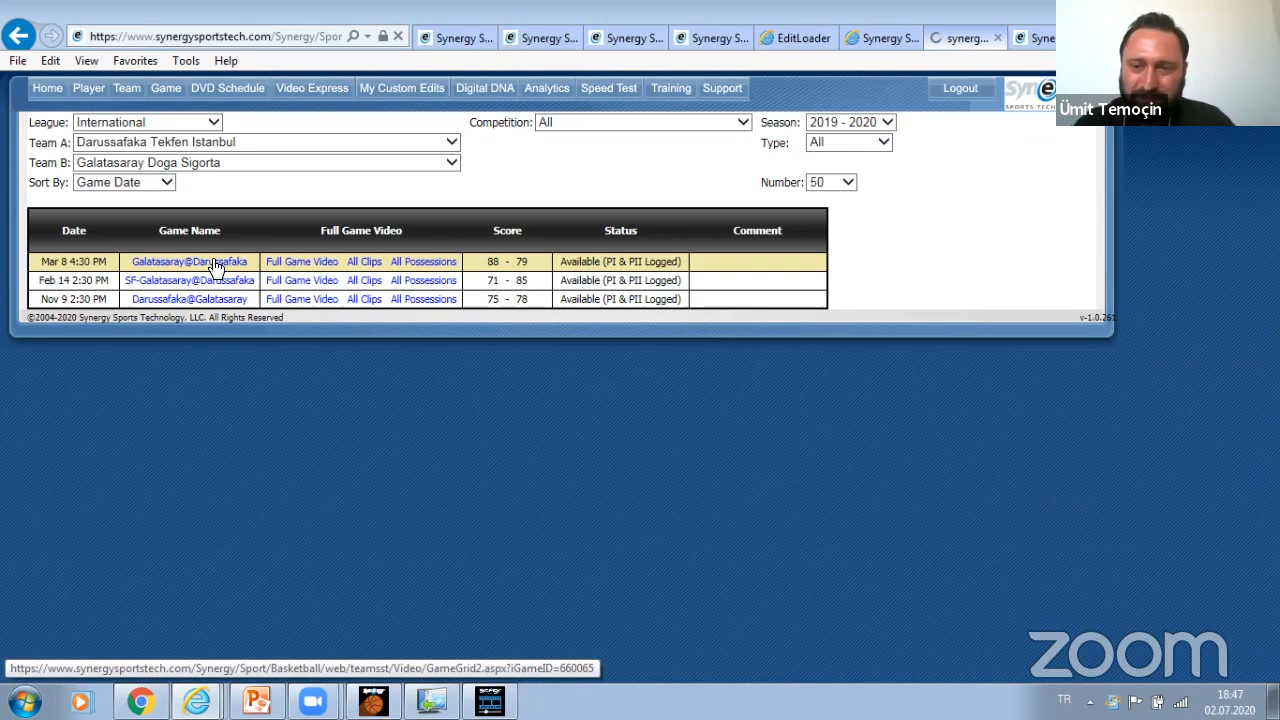 https://www.synergysportstech.com/Synergy/Spor
Synergy S...
Synergy S...
Synergy S...
Synergy S...
EditLoader
Synergy S...
synerg...
Syne
File Edit View Favorites Tools Help
Home Player Team Game DVD Schedule Video Express My Custom Edits Digital DNA Analytics Speed Test Training Support Logout
SPORTS TECH
Ümit Temoçin
League: International Competition: All Season: 2019 - 2020
Team A: Darussafaka Tekfen Istanbul Type: All
Team B: Galatasaray Doga Sigorta
Sort By: Game Date Number: 50
Date Game Name Full Game Video Score Status Comment
Mar 8 4:30 PM Galatasaray@Darussafaka Full Game Video All Clips All Possessions 88 - 79 Available (PI & PII Logged)
Feb 14 2:30 PM SF-Galatasaray@Darussafaka Full Game Video All Clips All Possessions 71 - 85 Available (PI & PII Logged)
Nov 9 2:30 PM Darussafaka@Galatasaray Full Game Video All Clips All Possessions 75 - 78 Available (PI & PII Logged)
©2004-2020 Synergy Sports Technology, LLC. All Rights Reserved v-1.0.261
zoom
https://www.synergysportstech.com/Synergy/Sport/Basketball/web/teamsst/Video/GameGrid2.aspx?iGameID=660065
TR
18:47
02.07.2020